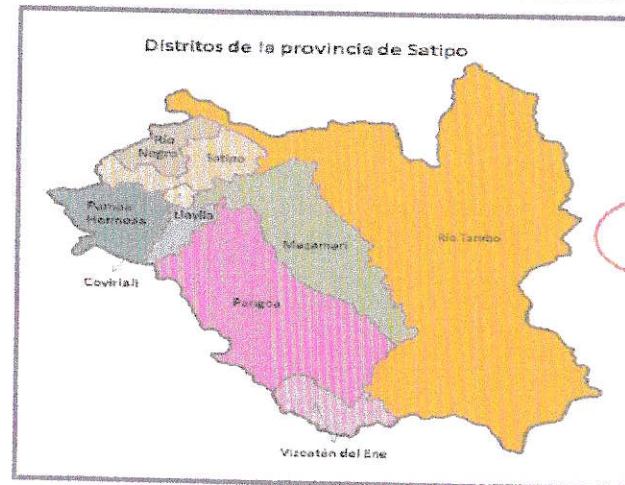 Distritos de la provincia de Satipo
Río
Negro
Satipo
Pampa
Hermosa
Llaylla
Mazamari
Río Tambo
Coviriali
Pangoa
Vizcatán del Ene